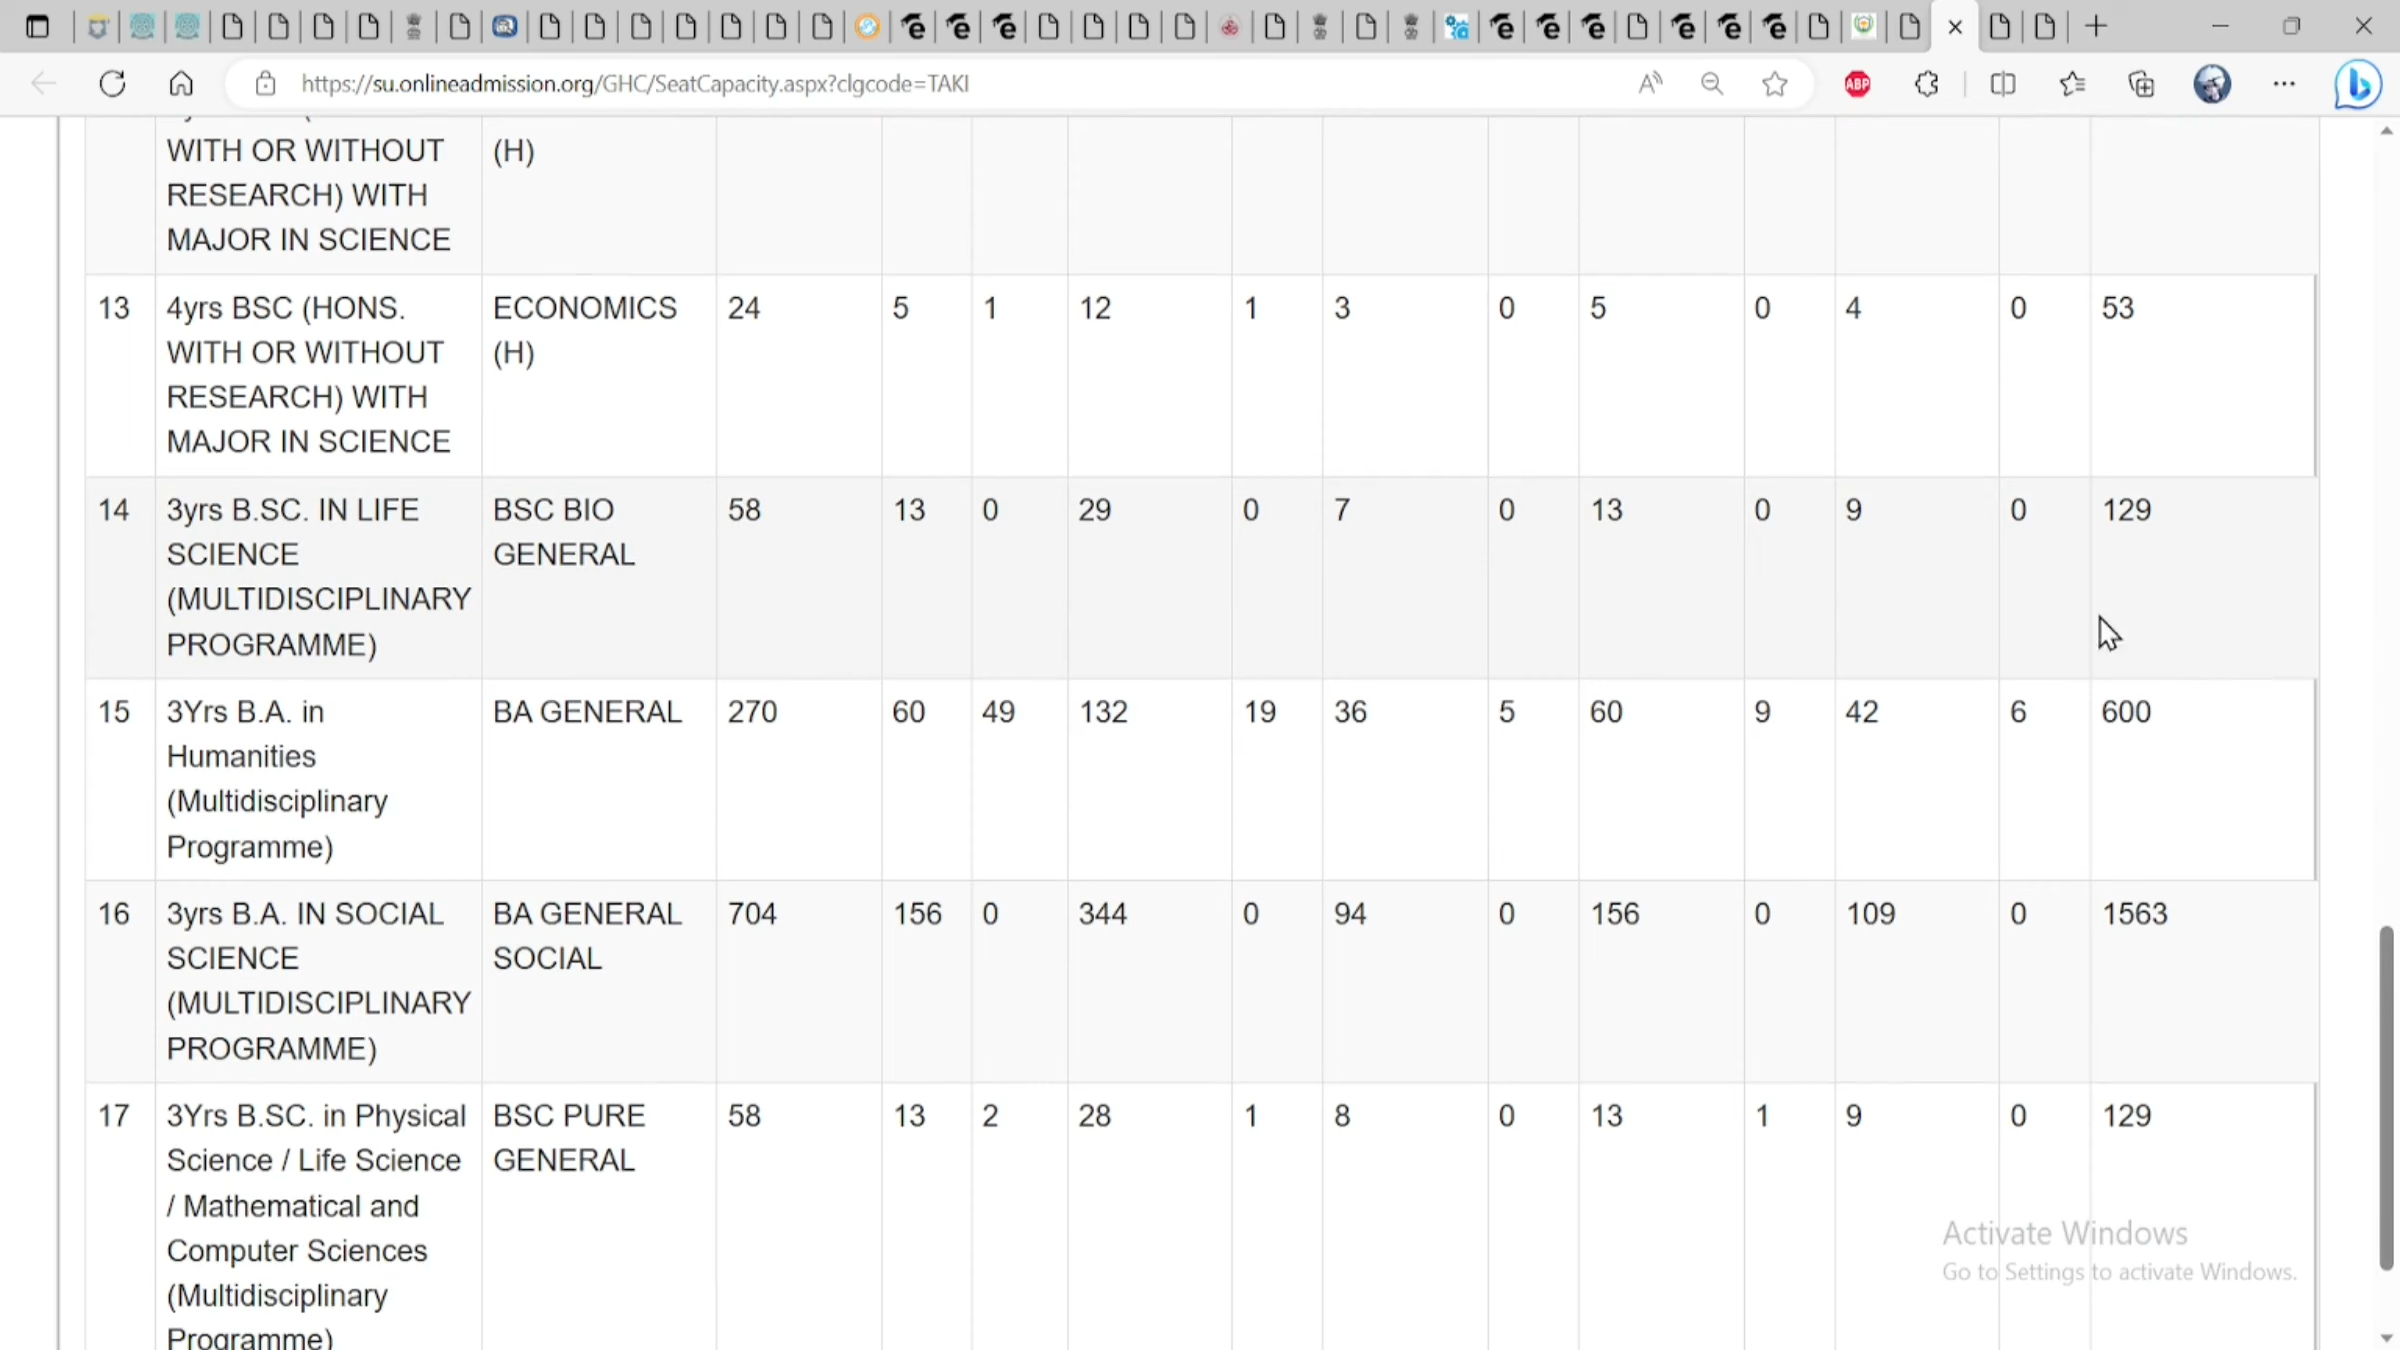 https://su.onlineadmission.org/GHC/SeatCapacity.aspx?clgcode=TAKI
ABP
WITH OR WITHOUT (H)
RESEARCH) WITH
MAJOR IN SCIENCE
13 4yrs BSC (HONS. ECONOMICS 24 5 1 12 1 3 0 5 0 4 0 53
WITH OR WITHOUT (H)
RESEARCH) WITH
MAJOR IN SCIENCE
14 3yrs B.SC. IN LIFE BSC BIO 58 13 0 29 0 7 0 13 0 9 0 129
SCIENCE GENERAL
(MULTIDISCIPLINARY
PROGRAMME)
15 3Yrs B.A. in BA GENERAL 270 60 49 132 19 36 5 60 9 42 6 600
Humanities
(Multidisciplinary
Programme)
16 3yrs B.A. IN SOCIAL BA GENERAL 704 156 0 344 0 94 0 156 0 109 0 1563
SCIENCE SOCIAL
(MULTIDISCIPLINARY
PROGRAMME)
17 3Yrs B.SC. in Physical BSC PURE 58 13 2 28 1 8 0 13 1 9 0 129
Science / Life Science GENERAL
/ Mathematical and
Computer Sciences
(Multidisciplinary
Programme)
Activate Windows
Go to Settings to activate Windows.